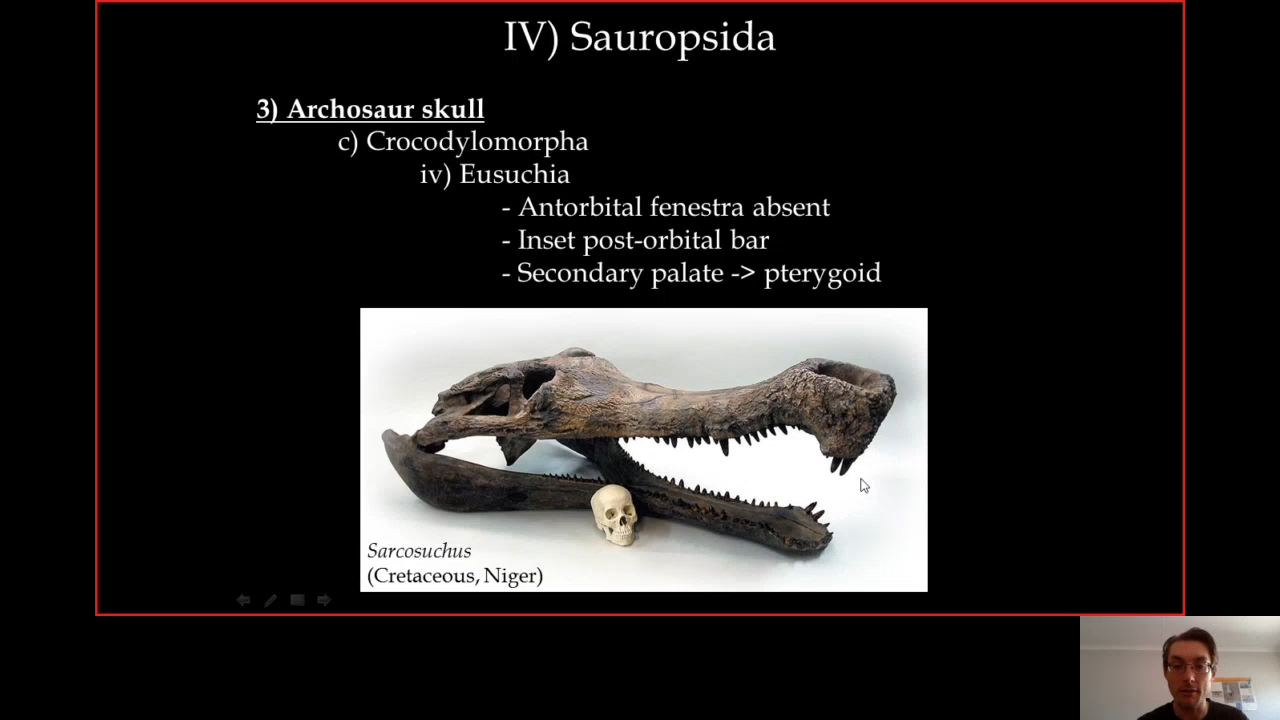 IV) Sauropsida
3) Archosaur skull
c) Crocodylomorpha
iv) Eusuchia
- Antorbital fenestra absent
- Inset post-orbital bar
- Secondary palate -> pterygoid
Sarcosuchus
(Cretaceous, Niger)